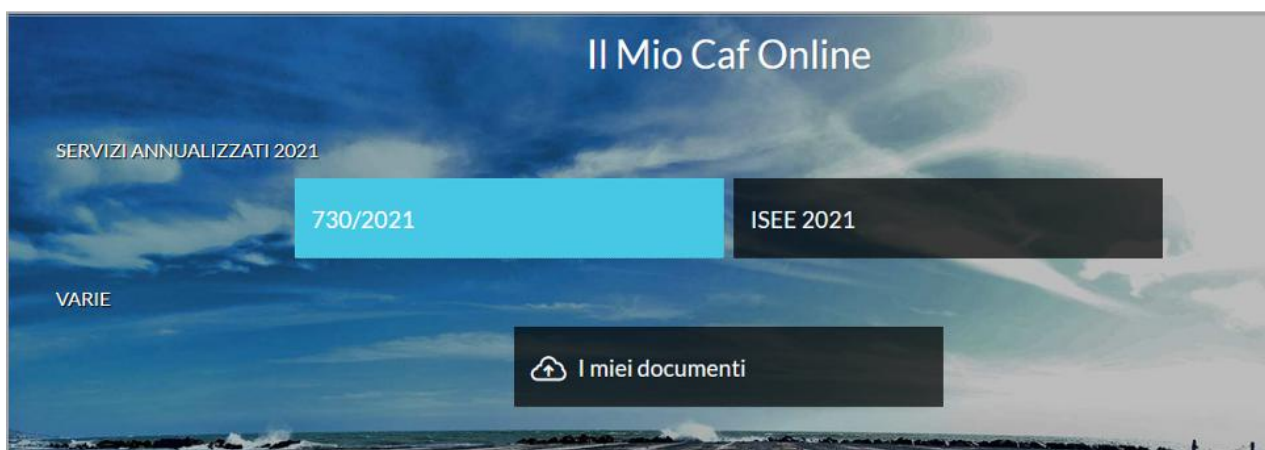 Il Mio Caf Online
SERVIZI ANNUALIZZATI 2021
730/2021
ISEE 2021
VARIE
I miei documenti